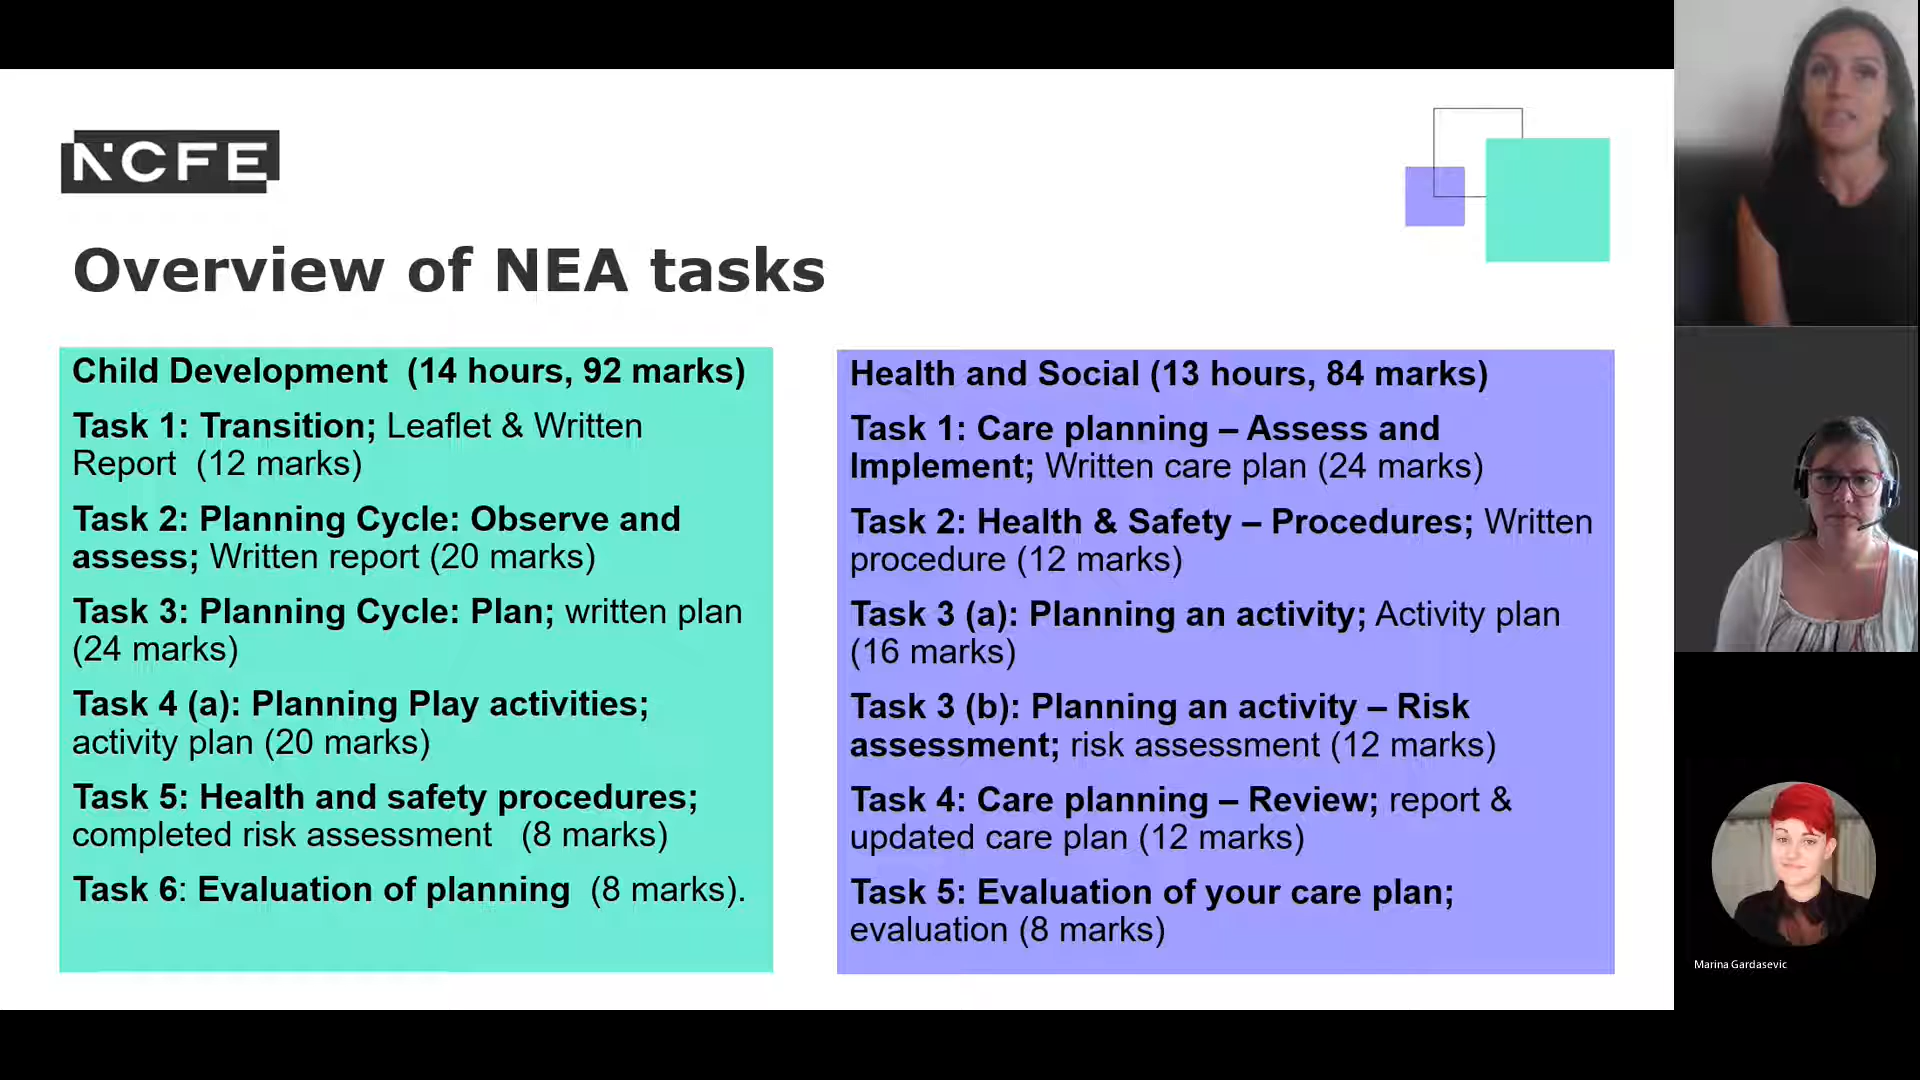 NCFE
Overview of NEA tasks
Child Development (14 hours, 92 marks)
Task 1: Transition; Leaflet & Written
Report (12 marks)
Task 2: Planning Cycle: Observe and
assess; Written report (20 marks)
Task 3: Planning Cycle: Plan; written plan
(24 marks)
Task 4 (a): Planning Play activities;
activity plan (20 marks)
Task 5: Health and safety procedures;
completed risk assessment (8 marks)
Task 6: Evaluation of planning (8 marks).
Health and Social (13 hours, 84 marks)
Task 1: Care planning – Assess and
Implement; Written care plan (24 marks)
Task 2: Health & Safety – Procedures; Written
procedure (12 marks)
Task 3 (a): Planning an activity; Activity plan
(16 marks)
Task 3 (b): Planning an activity – Risk
assessment; risk assessment (12 marks)
Task 4: Care planning – Review; report &
updated care plan (12 marks)
Task 5: Evaluation of your care plan;
evaluation (8 marks)
Marina Gardasevic